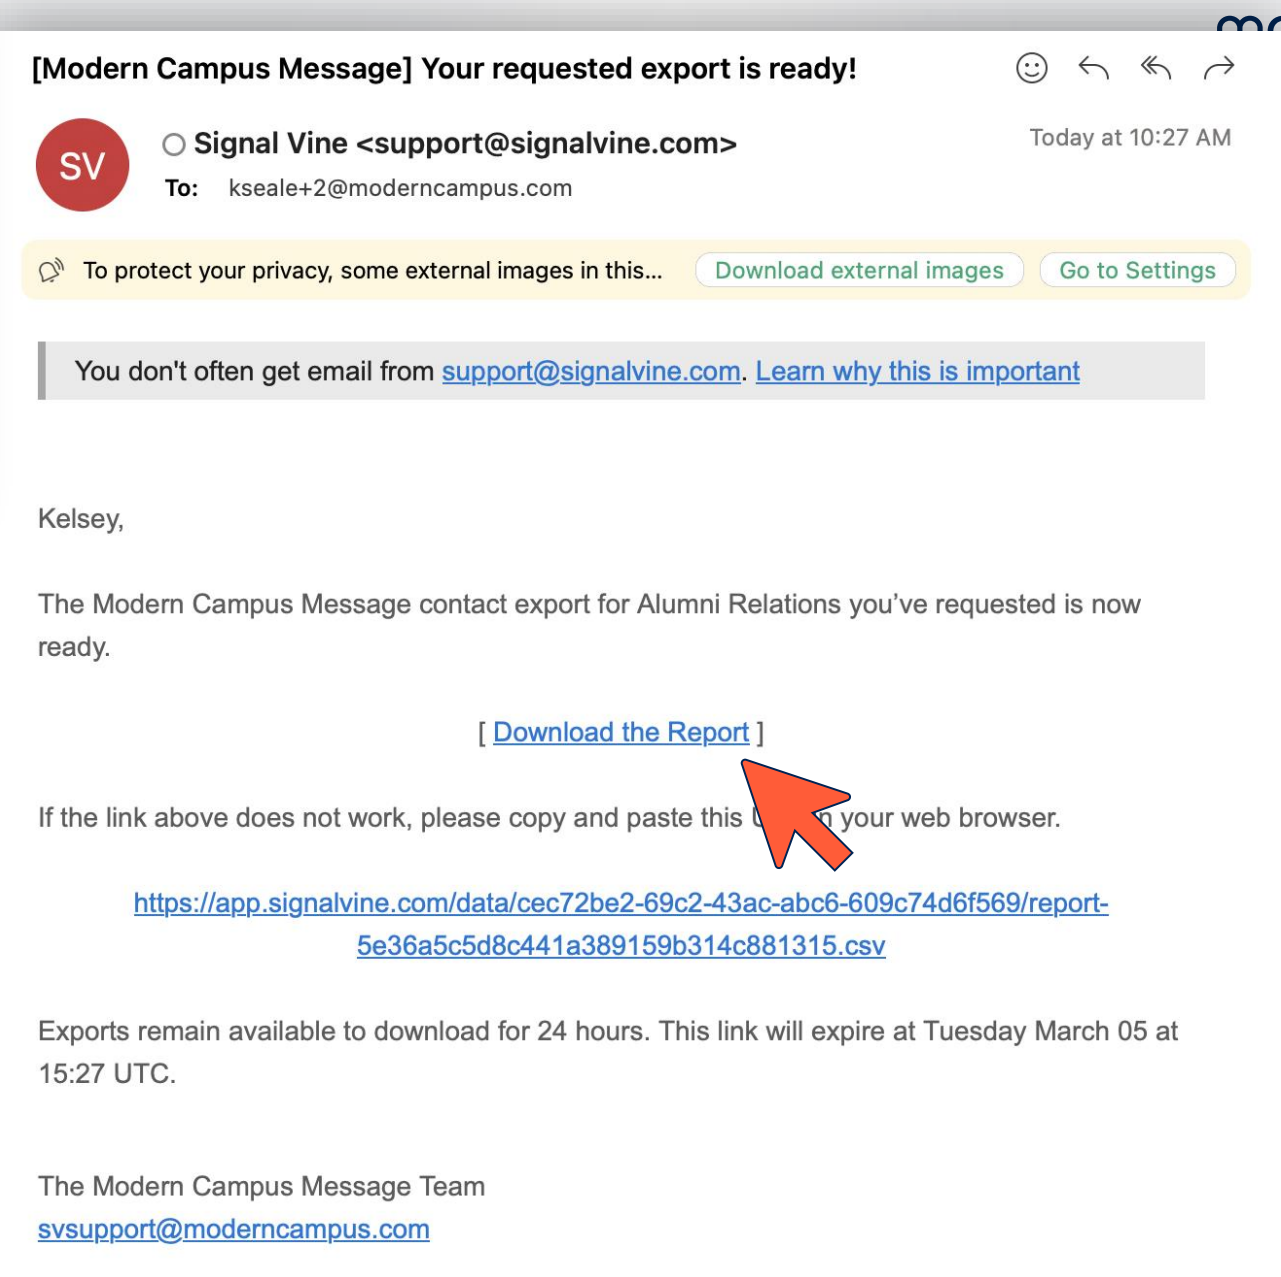 [Modern Campus Message] Your requested export is ready!
SV
Signal Vine <support@signalvine.com>
Today at 10:27 AM
To: kseale+2@moderncampus.com
To protect your privacy, some external images in this...
Download external images
Go to Settings
You don't often get email from support@signalvine.com. Learn why this is important
Kelsey,
The Modern Campus Message contact export for Alumni Relations you’ve requested is now
ready.
[ Download the Report ]
If the link above does not work, please copy and paste this your web browser.
https://app.signalvine.com/data/cec72be2-69c2-43ac-abc6-609c74d6f569/report-
5e36a5c5d8c441a389159b314c881315.csv
Exports remain available to download for 24 hours. This link will expire at Tuesday March 05 at
15:27 UTC.
The Modern Campus Message Team
svsupport@moderncampus.com